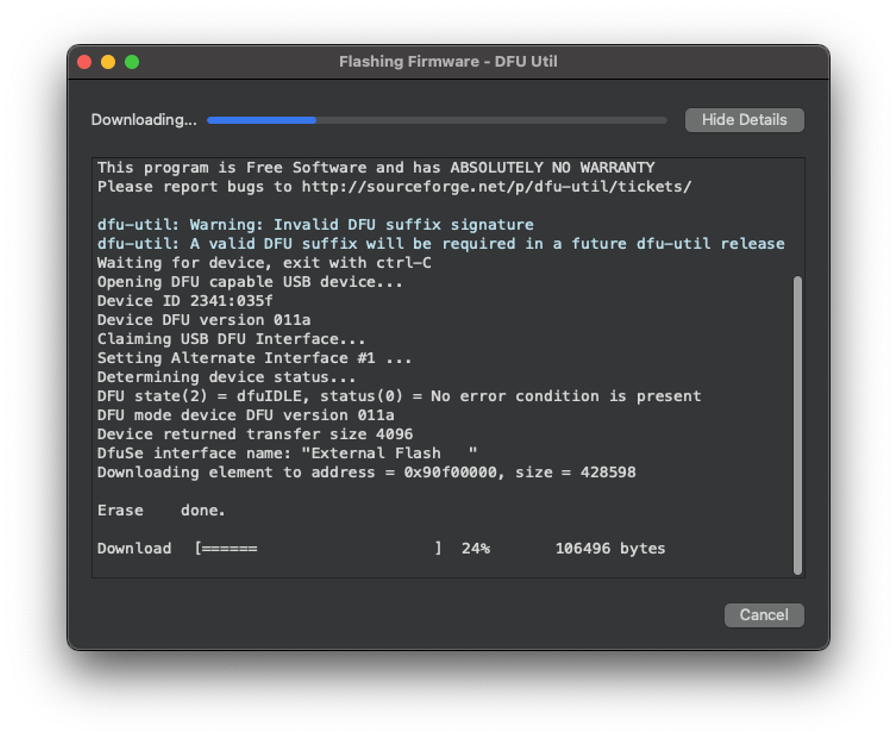 Flashing Firmware - DFU Util
Downloading...
Hide Details
This program is Free Software and has ABSOLUTELY NO WARRANTY
Please report bugs to http://sourceforge.net/p/dfu-util/tickets/
dfu-util: Warning: Invalid DFU suffix signature
dfu-util: A valid DFU suffix will be required in a future dfu-util release
Waiting for device, exit with ctrl-C
Opening DFU capable USB device...
Device ID 2341:035f
Device DFU version 011a
Claiming USB DFU Interface...
Setting Alternate Interface #1 ...
Determining device status...
DFU state(2) = dfuIDLE, status(0) = No error condition is present
DFU mode device DFU version 011a
Device returned transfer size 4096
DfuSe interface name: "External Flash   "
Downloading element to address = 0x90f00000, size = 428598
Erase    done.
Download  [======                   ]  24%       106496 bytes
Cancel